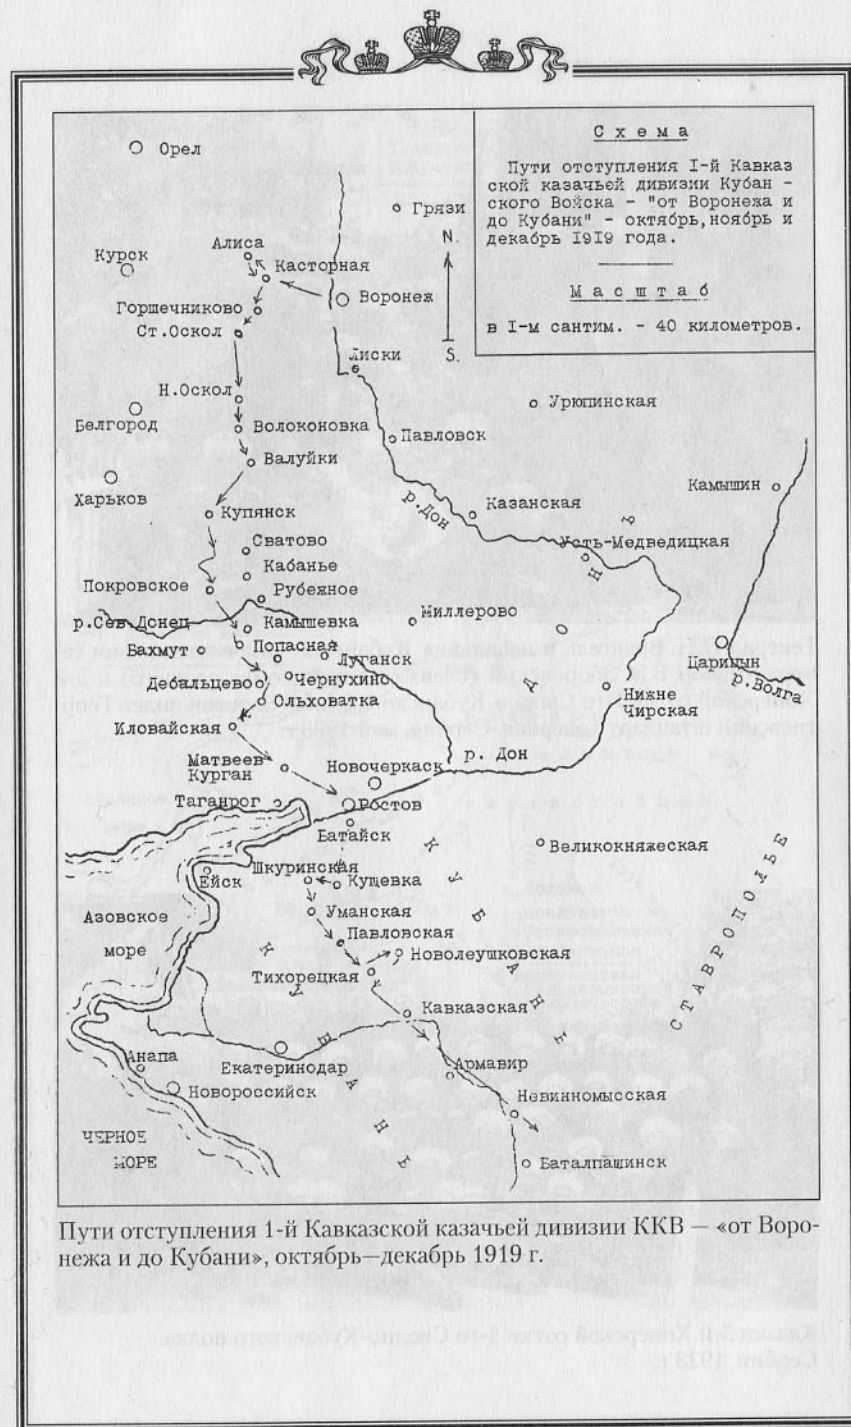 Схема
Пути отступления I-й Кавказ
ской казачьей дивизии Кубан -
ского Войска - "от Воронежа и
до Кубани" - октябрь, ноябрь и
декабрь 1919 года.
Масштаб
в I-м сантим. - 40 километров.
Орел
Грязи
N.
Алиса
Курск
Касторная
Воронеж
Горшечниково
Ст.Оскол
S.
Лиски
Н.Оскол
Урюпинская
Белгород
Волоконовка
Павловск
Валуйки
Харьков
Камышин
р.Дон
Казанская
Купянск
Сватово
Усть-Медведицкая
Кабанье
Покровское
Рубежное
р.Сев.Донец
Камышевка
Миллерово
Бахмут
Попасная
Луганск
Царицын
р.Волга
Чернухино
Дебальцево
Ольховатка
Нижне
Чирская
Иловайская
Матвеев
Курган
Новочеркасск
р. Дон
Таганрог
Ростов
Батайск
Великокняжеская
Шкуринская
Ейск
Кущевка
Азовское
море
Уманская
Павловская
Новолеушковская
Тихорецкая
Кавказская
ДОН
КУБАНЬ
КУБАНЬ
СТАВРОПОЛЬЕ
Анапа
Екатеринодар
Армавир
Новороссийск
Невинномысская
ЧЕРНОЕ
МОРЕ
Баталпашинск
Пути отступления 1-й Кавказской казачьей дивизии ККВ — «от Воро-
нежа и до Кубани», октябрь—декабрь 1919 г.